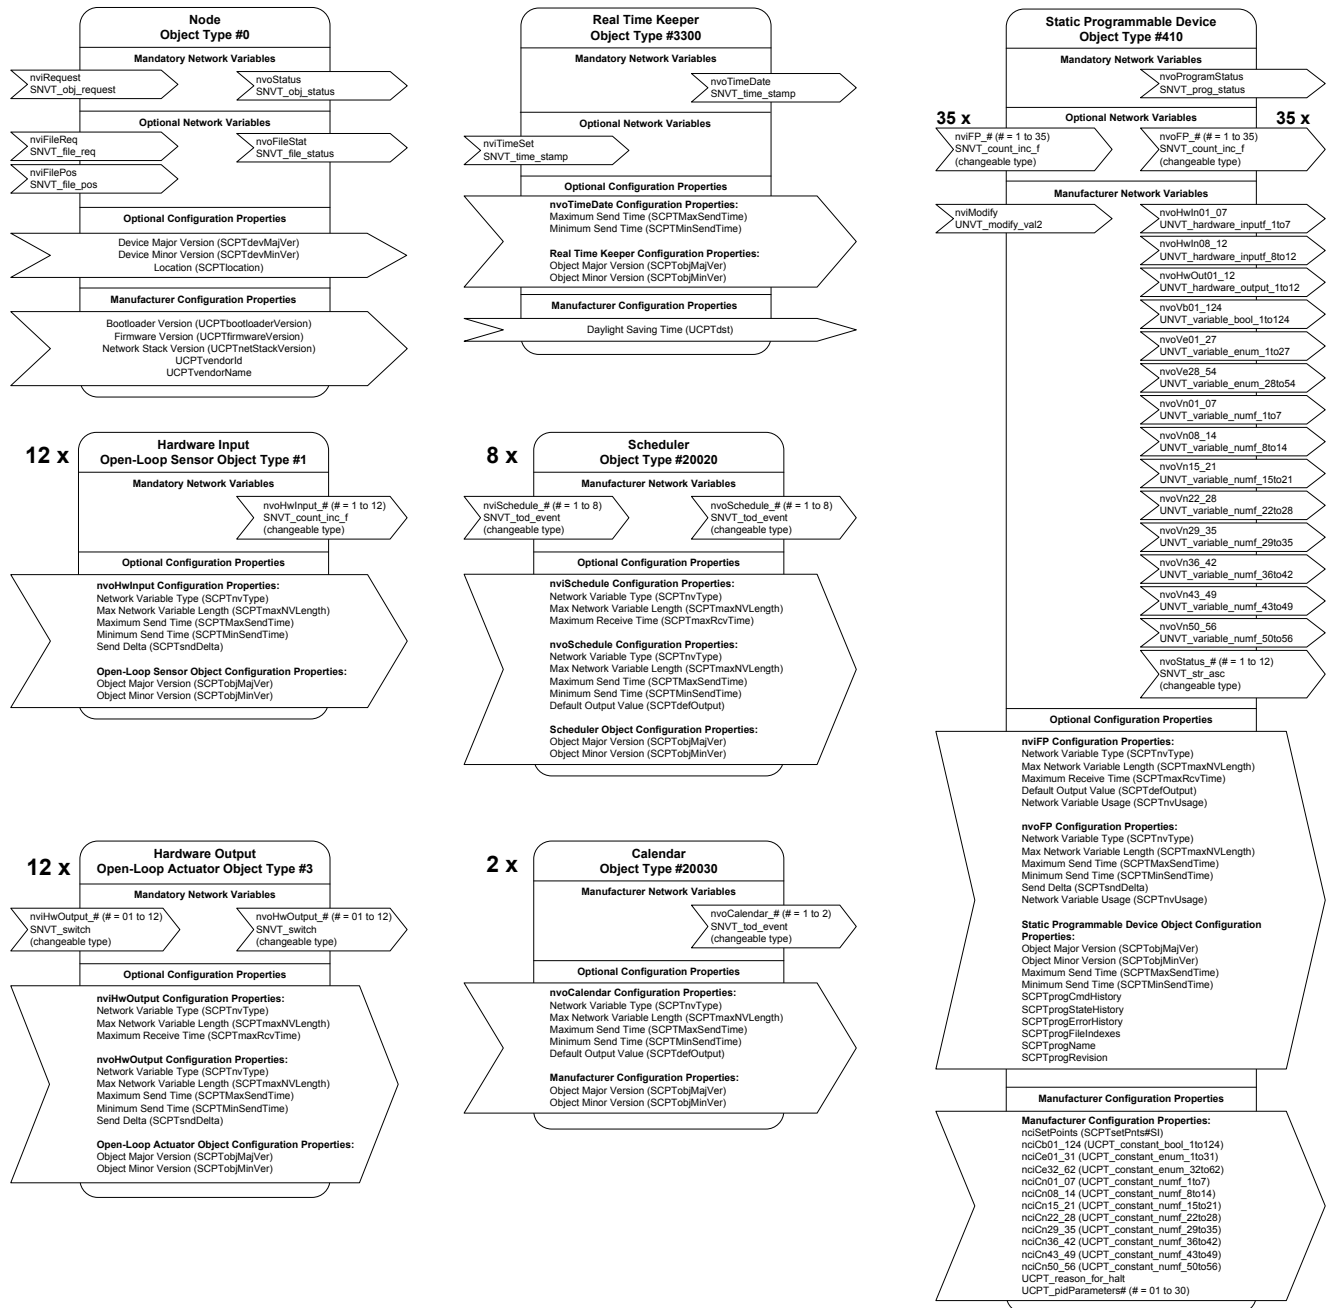 Node
Object Type #0
Mandatory Network Variables
nviRequest
SNVT_obj_request
nvoStatus
SNVT_obj_status
Optional Network Variables
nviFileReq
SNVT_file_req
nvoFileStat
SNVT_file_status
nviFilePos
SNVT_file_pos
Optional Configuration Properties
Device Major Version (SCPTdevMajVer)
Device Minor Version (SCPTdevMinVer)
Location (SCPTlocation)
Manufacturer Configuration Properties
Bootloader Version (UCPTbootloaderVersion)
Firmware Version (UCPTfirmwareVersion)
Network Stack Version (UCPTnetStackVersion)
UCPTvendorId
UCPTvendorName
Real Time Keeper
Object Type #3300
Mandatory Network Variables
nvoTimeDate
SNVT_time_stamp
Optional Network Variables
nviTimeSet
SNVT_time_stamp
Optional Configuration Properties
nvoTimeDate Configuration Properties:
Maximum Send Time (SCPTMaxSendTime)
Minimum Send Time (SCPTMinSendTime)
Real Time Keeper Configuration Properties:
Object Major Version (SCPTobjMajVer)
Object Minor Version (SCPTobjMinVer)
Manufacturer Configuration Properties
Daylight Saving Time (UCPTdst)
12 x
Hardware Input
Open-Loop Sensor Object Type #1
Mandatory Network Variables
nvoHwInput_# (# = 1 to 12)
SNVT_count_inc_f
(changeable type)
Optional Configuration Properties
nvoHwInput Configuration Properties:
Network Variable Type (SCPTnvType)
Max Network Variable Length (SCPTmaxNVLength)
Maximum Send Time (SCPTMaxSendTime)
Minimum Send Time (SCPTMinSendTime)
Send Delta (SCPTsndDelta)
Open-Loop Sensor Object Configuration Properties:
Object Major Version (SCPTobjMajVer)
Object Minor Version (SCPTobjMinVer)
8 x
Scheduler
Object Type #20020
Manufacturer Network Variables
nviSchedule_# (# = 1 to 8)
SNVT_tod_event
(changeable type)
nvoSchedule_# (# = 1 to 8)
SNVT_tod_event
(changeable type)
Optional Configuration Properties
nviSchedule Configuration Properties:
Network Variable Type (SCPTnvType)
Max Network Variable Length (SCPTmaxNVLength)
Maximum Receive Time (SCPTmaxRcvTime)
nvoSchedule Configuration Properties:
Network Variable Type (SCPTnvType)
Max Network Variable Length (SCPTmaxNVLength)
Maximum Send Time (SCPTMaxSendTime)
Minimum Send Time (SCPTMinSendTime)
Default Output Value (SCPTdefOutput)
Scheduler Object Configuration Properties:
Object Major Version (SCPTobjMajVer)
Object Minor Version (SCPTobjMinVer)
12 x
Hardware Output
Open-Loop Actuator Object Type #3
Mandatory Network Variables
nviHwOutput_# (# = 01 to 12)
SNVT_switch
(changeable type)
nvoHwOutput_# (# = 01 to 12)
SNVT_switch
(changeable type)
Optional Configuration Properties
nviHwOutput Configuration Properties:
Network Variable Type (SCPTnvType)
Max Network Variable Length (SCPTmaxNVLength)
Maximum Receive Time (SCPTmaxRcvTime)
nvoHwOutput Configuration Properties:
Network Variable Type (SCPTnvType)
Max Network Variable Length (SCPTmaxNVLength)
Maximum Send Time (SCPTMaxSendTime)
Minimum Send Time (SCPTMinSendTime)
Send Delta (SCPTsndDelta)
Open-Loop Actuator Object Configuration Properties:
Object Major Version (SCPTobjMajVer)
Object Minor Version (SCPTobjMinVer)
2 x
Calendar
Object Type #20030
Manufacturer Network Variables
nvoCalendar_# (# = 1 to 2)
SNVT_tod_event
(changeable type)
Optional Configuration Properties
nvoCalendar Configuration Properties:
Network Variable Type (SCPTnvType)
Max Network Variable Length (SCPTmaxNVLength)
Maximum Send Time (SCPTMaxSendTime)
Minimum Send Time (SCPTMinSendTime)
Default Output Value (SCPTdefOutput)
Manufacturer Configuration Properties:
Object Major Version (SCPTobjMajVer)
Object Minor Version (SCPTobjMinVer)
Static Programmable Device
Object Type #410
Mandatory Network Variables
nvoProgramStatus
SNVT_prog_status
35 x
Optional Network Variables
35 x
nviFP_# (# = 1 to 35)
SNVT_count_inc_f
(changeable type)
nvoFP_# (# = 1 to 35)
SNVT_count_inc_f
(changeable type)
Manufacturer Network Variables
nviModify
UNVT_modify_val2
nvoHwIn01_07
UNVT_hardware_inputf_1to7
nvoHwIn08_12
UNVT_hardware_inputf_8to12
nvoHwOut01_12
UNVT_hardware_output_1to12
nvoVb01_124
UNVT_variable_bool_1to124
nvoVe01_27
UNVT_variable_enum_1to27
nvoVe28_54
UNVT_variable_enum_28to54
nvoVn01_07
UNVT_variable_numf_1to7
nvoVn08_14
UNVT_variable_numf_8to14
nvoVn15_21
UNVT_variable_numf_15to21
nvoVn22_28
UNVT_variable_numf_22to28
nvoVn29_35
UNVT_variable_numf_29to35
nvoVn36_42
UNVT_variable_numf_36to42
nvoVn43_49
UNVT_variable_numf_43to49
nvoVn50_56
UNVT_variable_numf_50to56
nvoStatus_# (# = 1 to 12)
SNVT_str_asc
(changeable type)
Optional Configuration Properties
nviFP Configuration Properties:
Network Variable Type (SCPTnvType)
Max Network Variable Length (SCPTmaxNVLength)
Maximum Receive Time (SCPTmaxRcvTime)
Default Output Value (SCPTdefOutput)
Network Variable Usage (SCPTnvUsage)
nvoFP Configuration Properties:
Network Variable Type (SCPTnvType)
Max Network Variable Length (SCPTmaxNVLength)
Maximum Send Time (SCPTMaxSendTime)
Minimum Send Time (SCPTMinSendTime)
Send Delta (SCPTsndDelta)
Network Variable Usage (SCPTnvUsage)
Static Programmable Device Object Configuration
Properties:
Object Major Version (SCPTobjMajVer)
Object Minor Version (SCPTobjMinVer)
Maximum Send Time (SCPTMaxSendTime)
Minimum Send Time (SCPTMinSendTime)
SCPTprogCmdHistory
SCPTprogStateHistory
SCPTprogErrorHistory
SCPTprogFileIndexes
SCPTprogName
SCPTprogRevision
Manufacturer Configuration Properties
Manufacturer Configuration Properties:
nciSetPoints (SCPTsetPnts#SI)
nciCb01_124 (UCPT_constant_bool_1to124)
nciCe01_31 (UCPT_constant_enum_1to31)
nciCe32_62 (UCPT_constant_enum_32to62)
nciCn01_07 (UCPT_constant_numf_1to7)
nciCn08_14 (UCPT_constant_numf_8to14)
nciCn15_21 (UCPT_constant_numf_15to21)
nciCn22_28 (UCPT_constant_numf_22to28)
nciCn29_35 (UCPT_constant_numf_29to35)
nciCn36_42 (UCPT_constant_numf_36to42)
nciCn43_49 (UCPT_constant_numf_43to49)
nciCn50_56 (UCPT_constant_numf_50to56)
UCPT_reason_for_halt
UCPT_pidParameters# (# = 01 to 30)